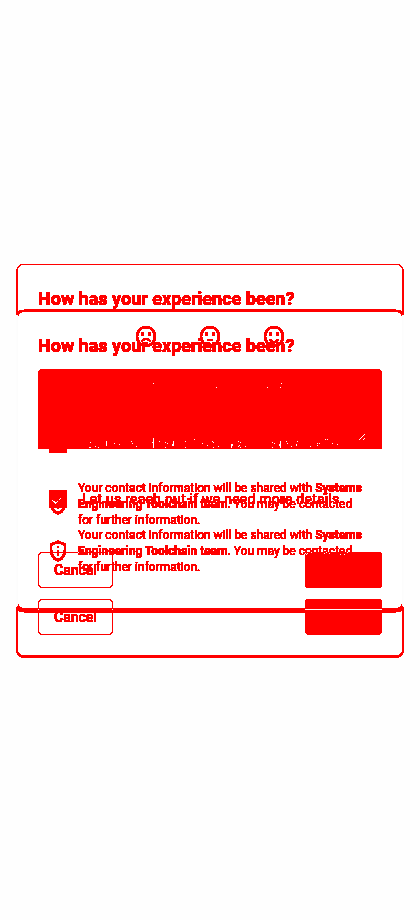 How has your experience been?
How has your experience been?
Your contact information will be shared with Systems
Let us reach out if we need more details
Engineering Toolchain team. You may be contacted
for further information.
Your contact information will be shared with Systems
Engineering Toolchain team. You may be contacted
for further information.
Cancel
Cancel